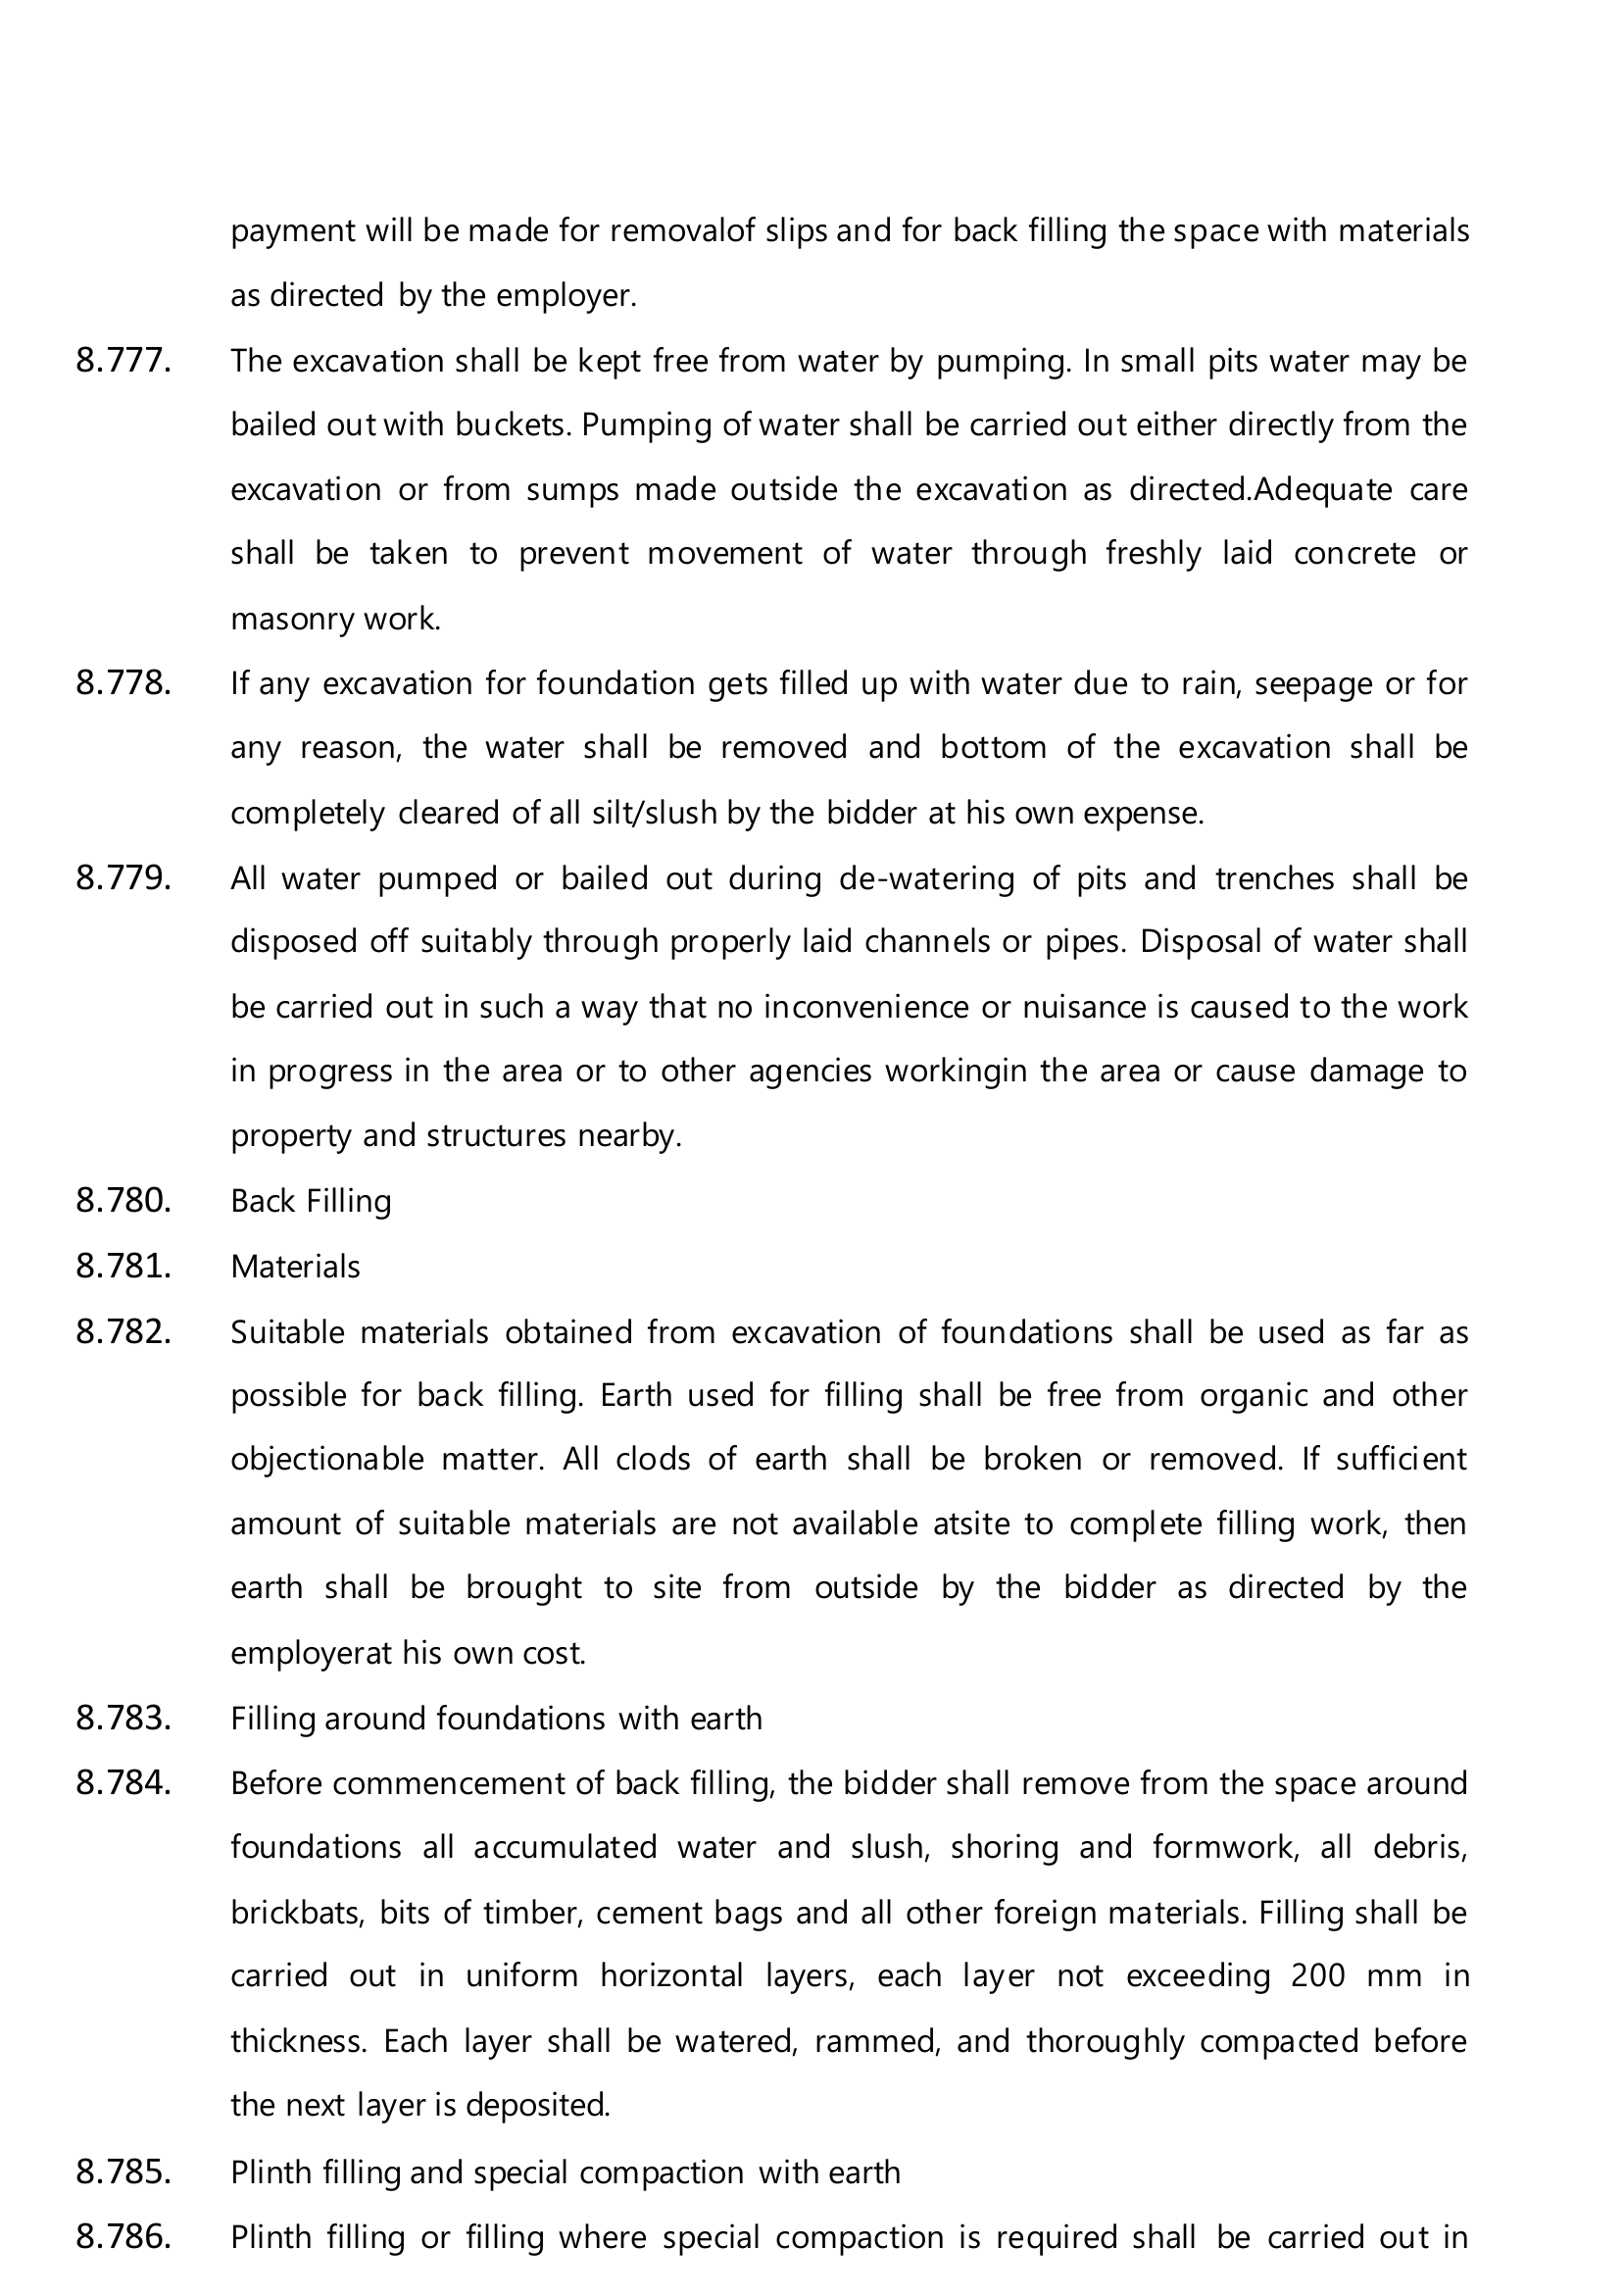 payment will be made for removalof slips and for back filling the space with materials
as directed by the employer.
8.777. The excavation shall be kept free from water by pumping. In small pits water may be
bailed out with buckets. Pumping of water shall be carried out either directly from the
excavation or from sumps made outside the excavation as directed.Adequate care
shall be taken to prevent movement of water through freshly laid concrete or
masonry work.
8.778. If any excavation for foundation gets filled up with water due to rain, seepage or for
any reason, the water shall be removed and bottom of the excavation shall be
completely cleared of all silt/slush by the bidder at his own expense.
8.779. All water pumped or bailed out during de-watering of pits and trenches shall be
disposed off suitably through properly laid channels or pipes. Disposal of water shall
be carried out in such a way that no inconvenience or nuisance is caused to the work
in progress in the area or to other agencies workingin the area or cause damage to
property and structures nearby.
8.780. Back Filling
8.781. Materials
8.782. Suitable materials obtained from excavation of foundations shall be used as far as
possible for back filling. Earth used for filling shall be free from organic and other
objectionable matter. All clods of earth shall be broken or removed. If sufficient
amount of suitable materials are not available atsite to complete filling work, then
earth shall be brought to site from outside by the bidder as directed by the
employerat his own cost.
8.783. Filling around foundations with earth
8.784. Before commencement of back filling, the bidder shall remove from the space around
foundations all accumulated water and slush, shoring and formwork, all debris,
brickbats, bits of timber, cement bags and all other foreign materials. Filling shall be
carried out in uniform horizontal layers, each layer not exceeding 200 mm in
thickness. Each layer shall be watered, rammed, and thoroughly compacted before
the next layer is deposited.
8.785. Plinth filling and special compaction with earth
8.786. Plinth filling or filling where special compaction is required shall be carried out in